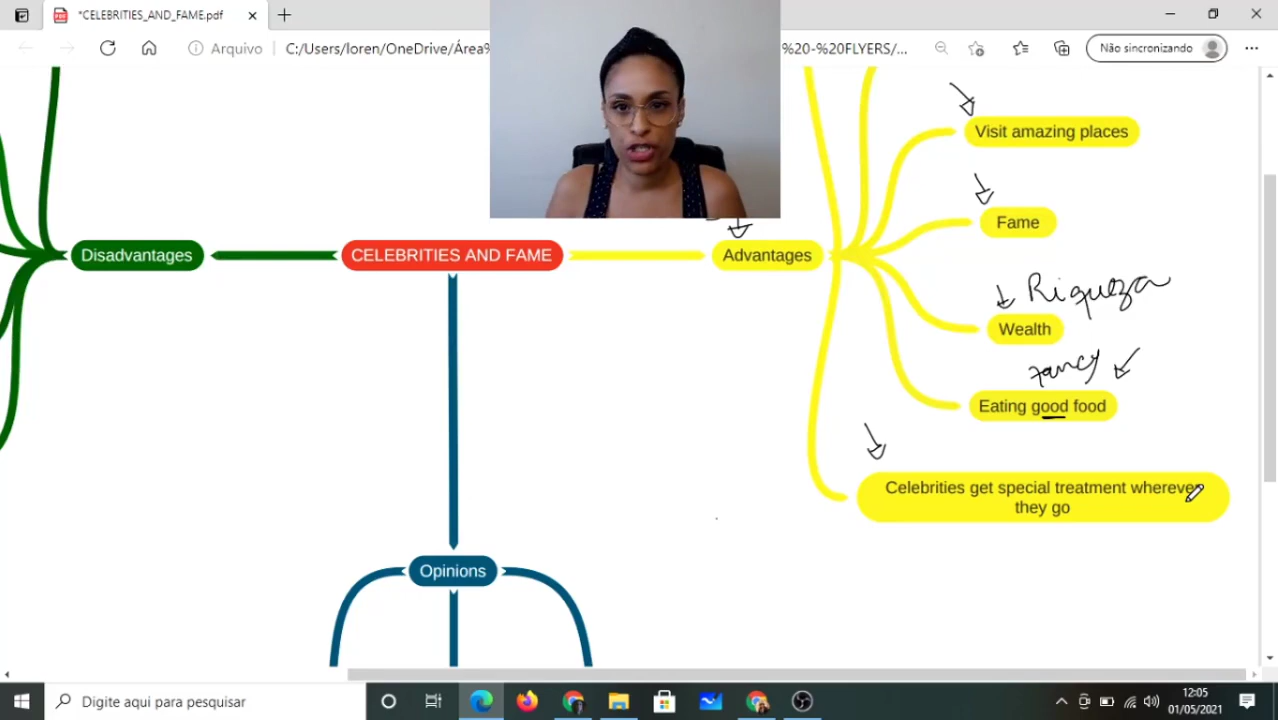 *CELEBRITIES_AND_FAME.pdf
Arquivo
C:/Users/loren/OneDrive/Área%
%20-%20FLYERS/...
Não sincronizando
Visit amazing places
Fame
Disadvantages
CELEBRITIES AND FAME
Advantages
Riqueza
Wealth
Fancy
Eating good food
Celebrities get special treatment wherever
they go
Opinions
Digite aqui para pesquisar
12:05
01/05/2021